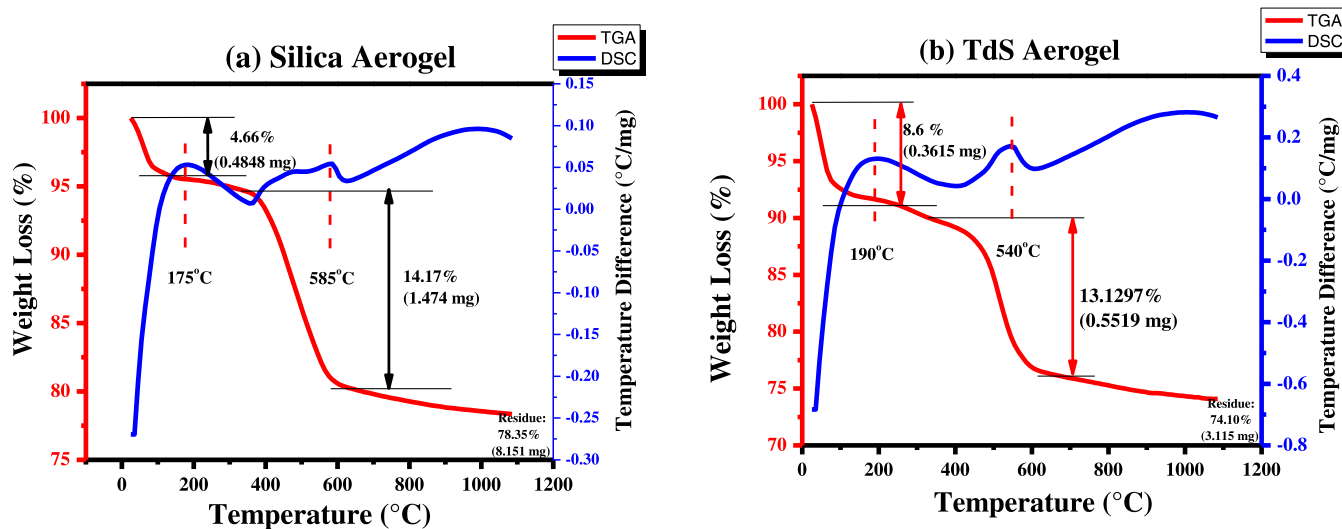 (a) Silica Aerogel
TGA
DSC
Weight Loss (%)
100
95
90
85
80
75
0 200 400 600 800 1000 1200
Temperature (°C)
0.15
0.10
0.05
0.00
-0.05
-0.10
-0.15
-0.20
-0.25
-0.30
Temperature Difference (°C/mg)
4.66%
(0.4848 mg)
175°C
585°C
14.17%
(1.474 mg)
Residue:
78.35%
(8.151 mg)
(b) TdS Aerogel
TGA
DSC
Weight Loss (%)
100
95
90
85
80
75
70
0 200 400 600 800 1000 1200
Temperature (°C)
0.4
0.2
0.0
-0.2
-0.4
-0.6
-0.8
Temperature Difference (°C/mg)
8.6 %
(0.3615 mg)
190°C
540°C
13.1297%
(0.5519 mg)
Residue:
74.10%
(3.115 mg)